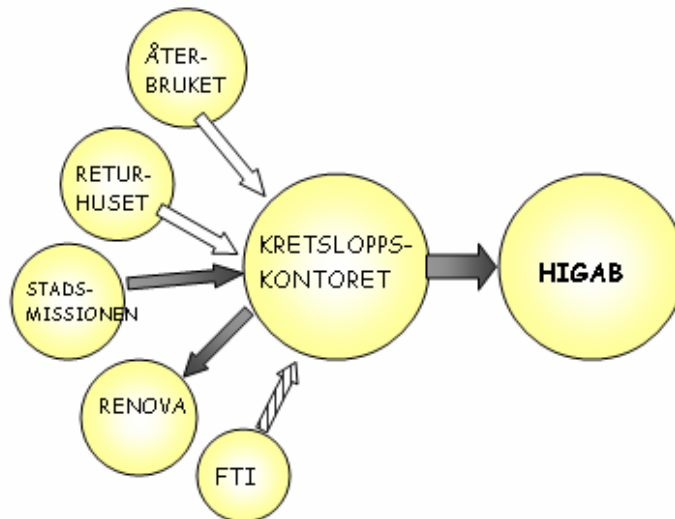 ÅTER-
BRUKET
RETUR-
HUSET
KRETSLOPPS-
KONTORET
HIGAB
STADS-
MISSIONEN
RENOVA
FTI